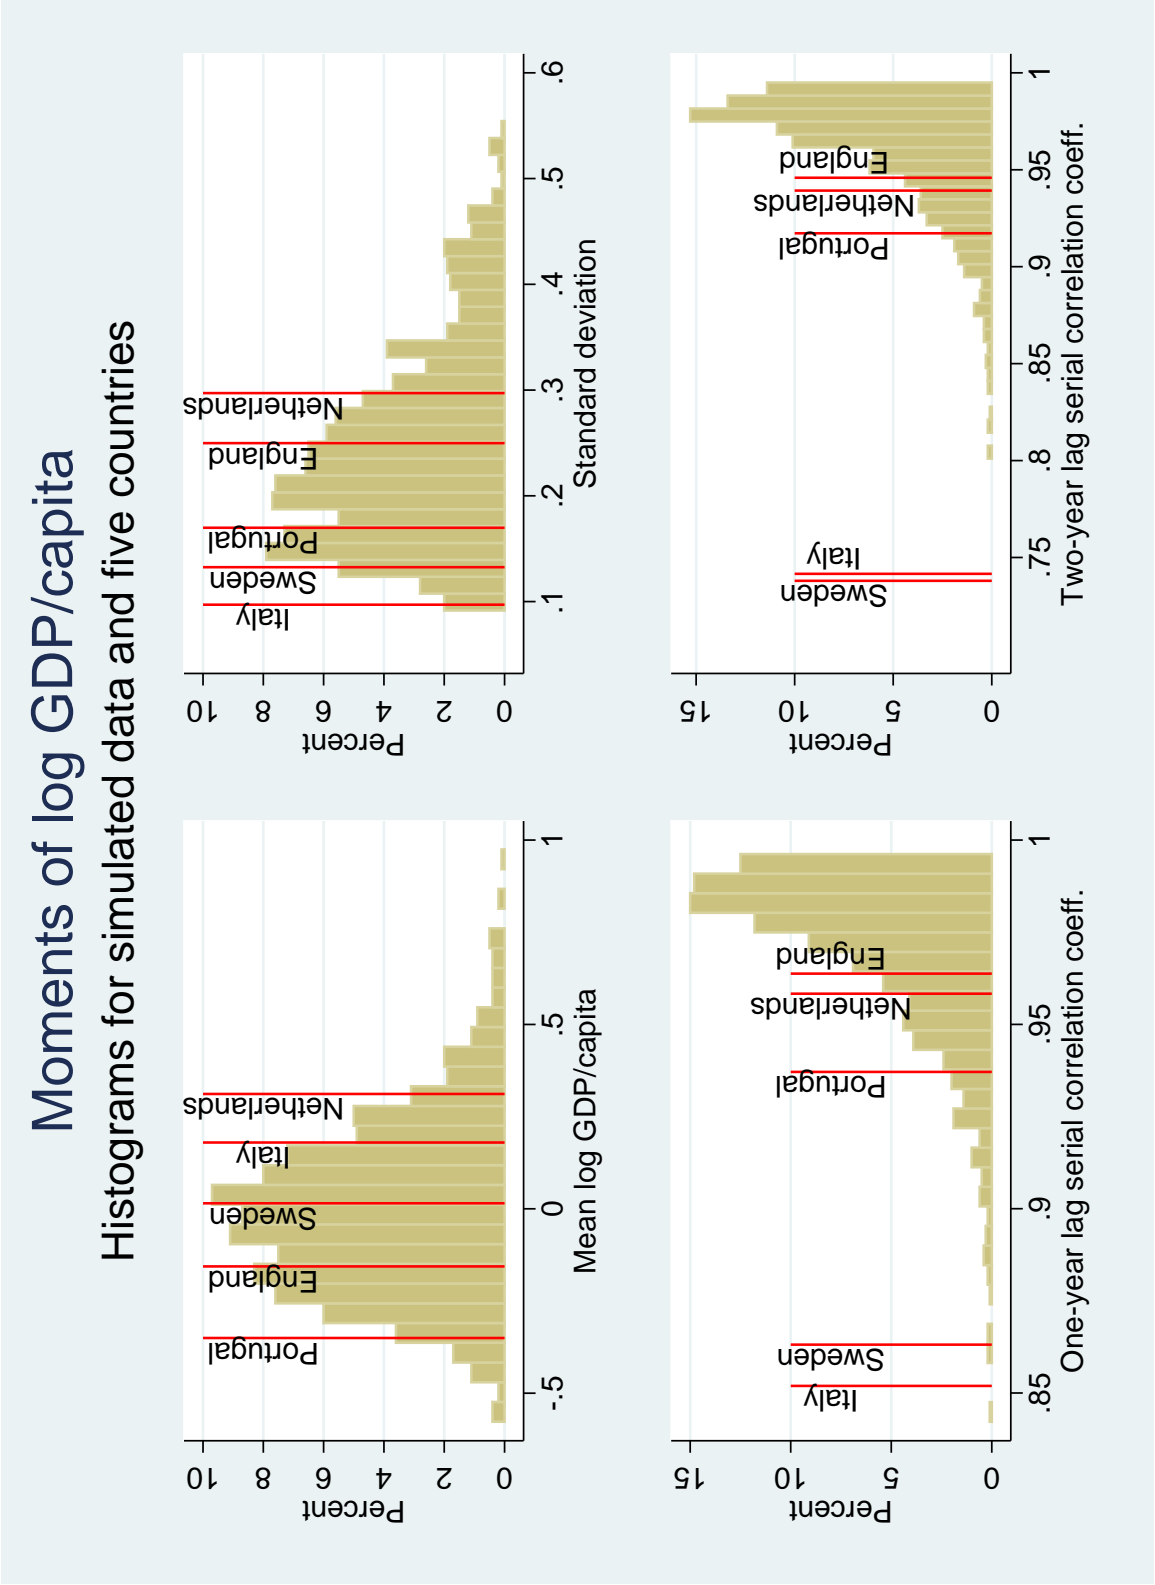 Moments of log GDP/capita
Histograms for simulated data and five countries
Percent
10
8
6
4
2
0
Portugal
England
Sweden
Italy
Netherlands
-.5
0
.5
1
Mean log GDP/capita
Percent
10
8
6
4
2
0
Italy
Sweden
Portugal
England
Netherlands
.1
.2
.3
.4
.5
.6
Standard deviation
Percent
15
10
5
0
Italy
Sweden
Portugal
Netherlands
England
.85
.9
.95
1
One-year lag serial correlation coeff.
Percent
15
10
5
0
Sweden
Italy
Portugal
Netherlands
England
.75
.8
.85
.9
.95
1
Two-year lag serial correlation coeff.